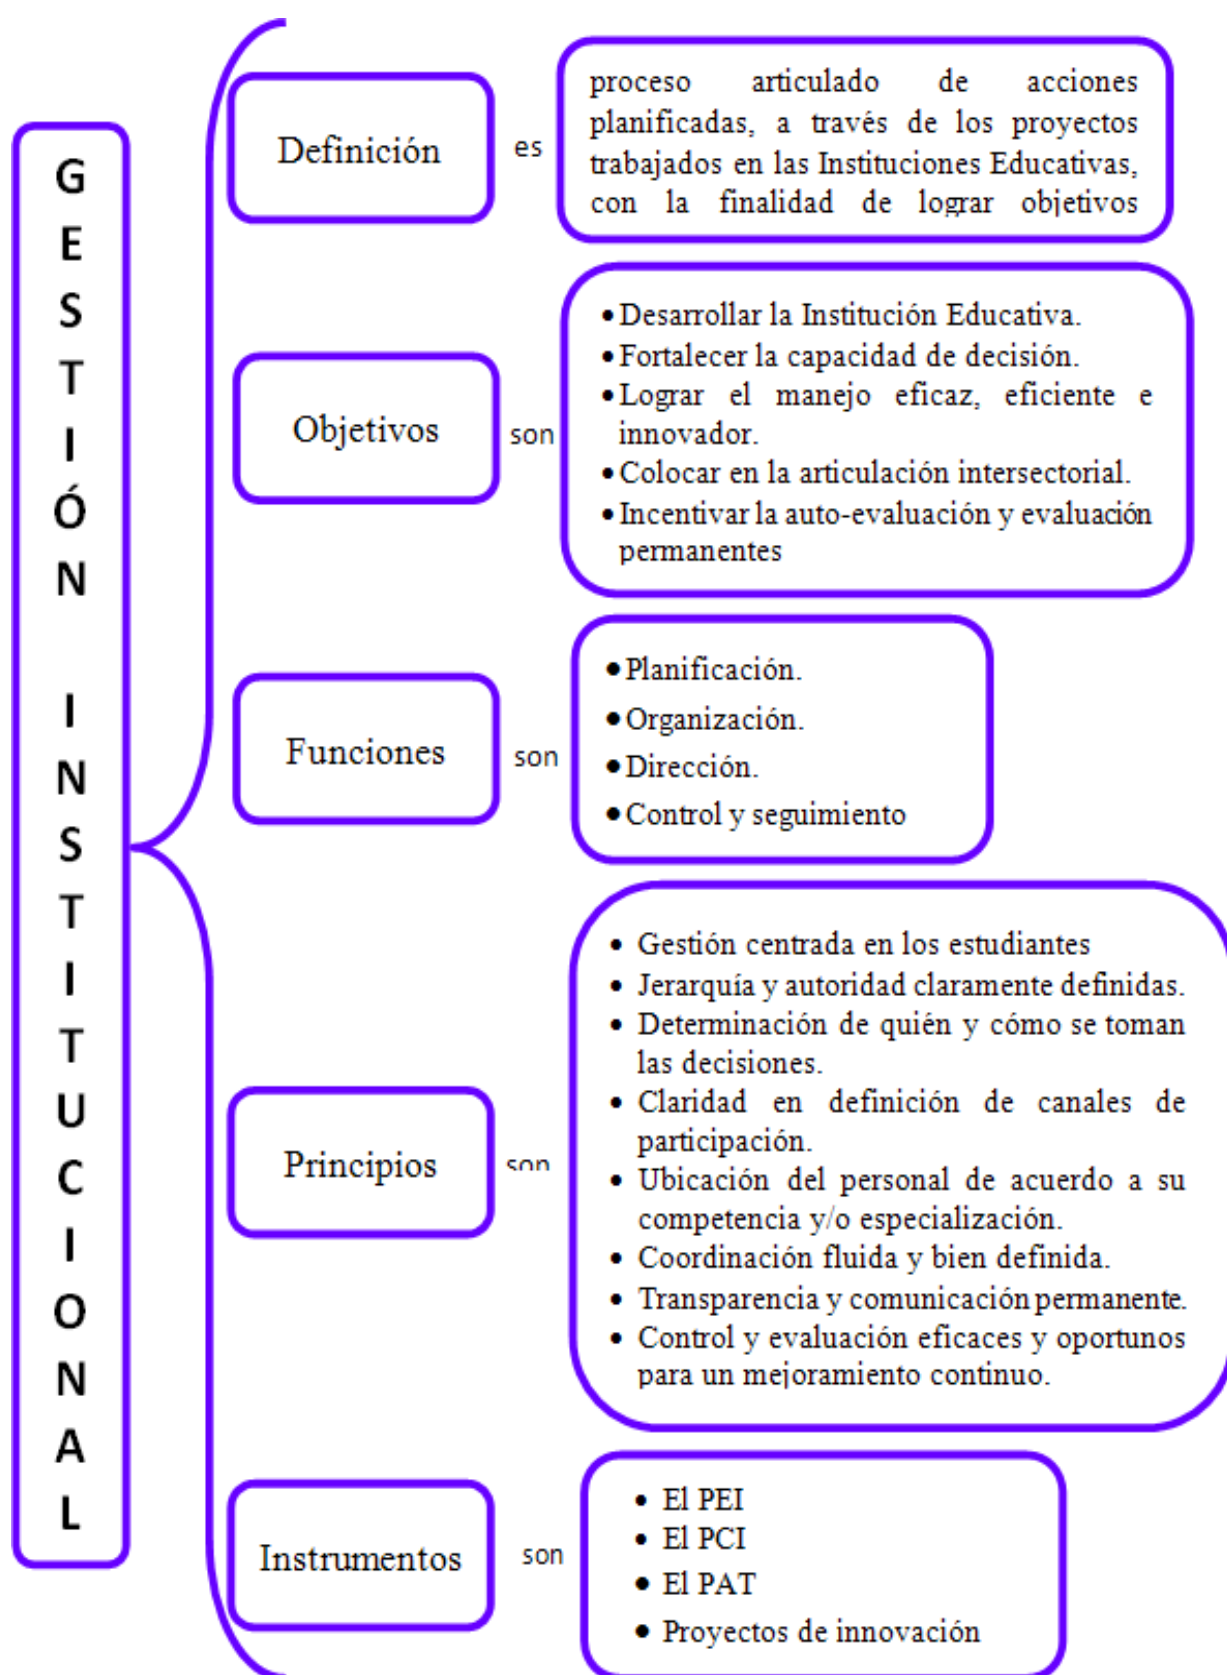 GESTIÓN INSTITUCIONAL
Definición
es
proceso articulado de acciones
planificadas, a través de los proyectos
trabajados en las Instituciones Educativas,
con la finalidad de lograr objetivos
Objetivos
son
• Desarrollar la Institución Educativa.
• Fortalecer la capacidad de decisión.
• Lograr el manejo eficaz, eficiente e
innovador.
• Colocar en la articulación intersectorial.
• Incentivar la auto-evaluación y evaluación
permanentes
Funciones
son
• Planificación.
• Organización.
• Dirección.
• Control y seguimiento
Principios
son
• Gestión centrada en los estudiantes
• Jerarquía y autoridad claramente definidas.
• Determinación de quién y cómo se toman
las decisiones.
• Claridad en definición de canales de
participación.
• Ubicación del personal de acuerdo a su
competencia y/o especialización.
• Coordinación fluida y bien definida.
• Transparencia y comunicación permanente.
• Control y evaluación eficaces y oportunos
para un mejoramiento continuo.
Instrumentos
son
• El PEI
• El PCI
• El PAT
• Proyectos de innovación